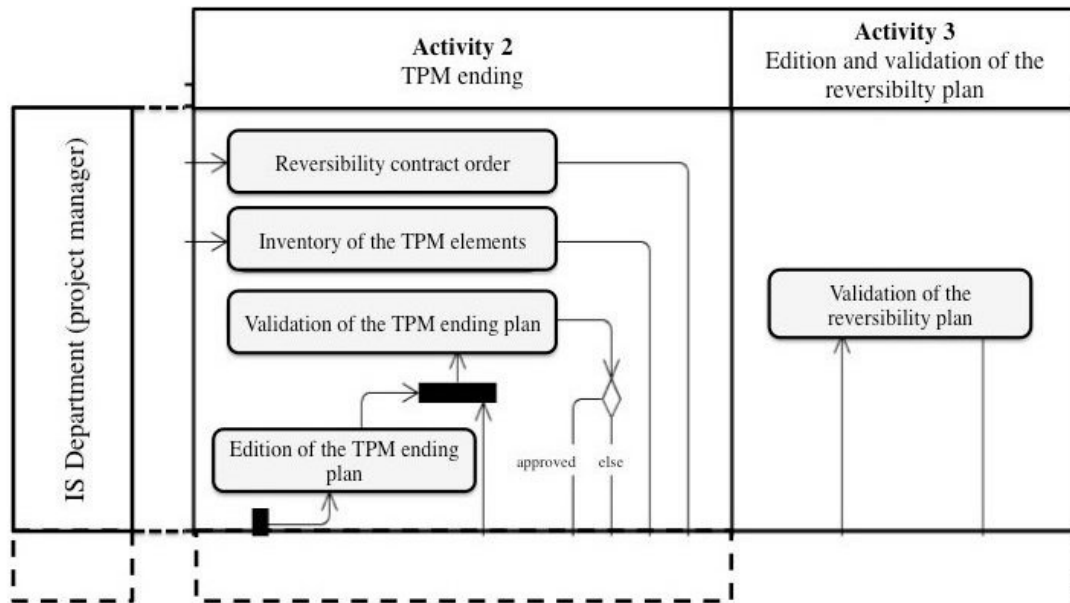 Activity 2
TPM ending
Activity 3
Edition and validation of the
reversibilty plan
IS Department (project manager)
Reversibility contract order
Inventory of the TPM elements
Validation of the TPM ending plan
Edition of the TPM ending
plan
approved
else
Validation of the
reversibility plan